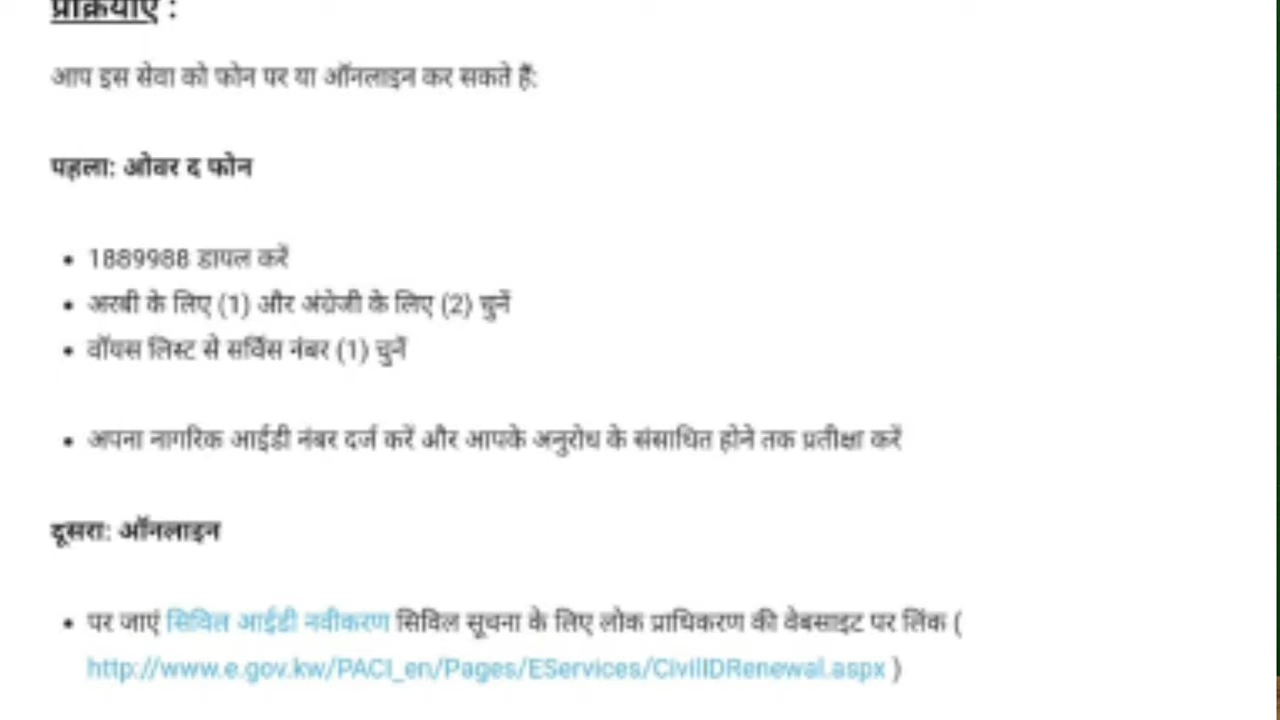 प्रक्रियाएं :
आप इस सेवा को फोन पर या ऑनलाइन कर सकते हैं:
पहला: ओवर द फोन
• 1889988 डायल करें
• अरबी के लिए (1) और अंग्रेजी के लिए (2) चुनें
• वॉयस लिस्ट से सर्विस नंबर (1) चुनें
• अपना नागरिक आईडी नंबर दर्ज करें और आपके अनुरोध के संसाधित होने तक प्रतीक्षा करें
दूसरा: ऑनलाइन
• पर जाएं सिविल आईडी नवीकरण सिविल सूचना के लिए लोक प्राधिकरण की वेबसाइट पर लिंक (
http://www.e.gov.kw/PACI_en/Pages/EServices/CivilIDRenewal.aspx )